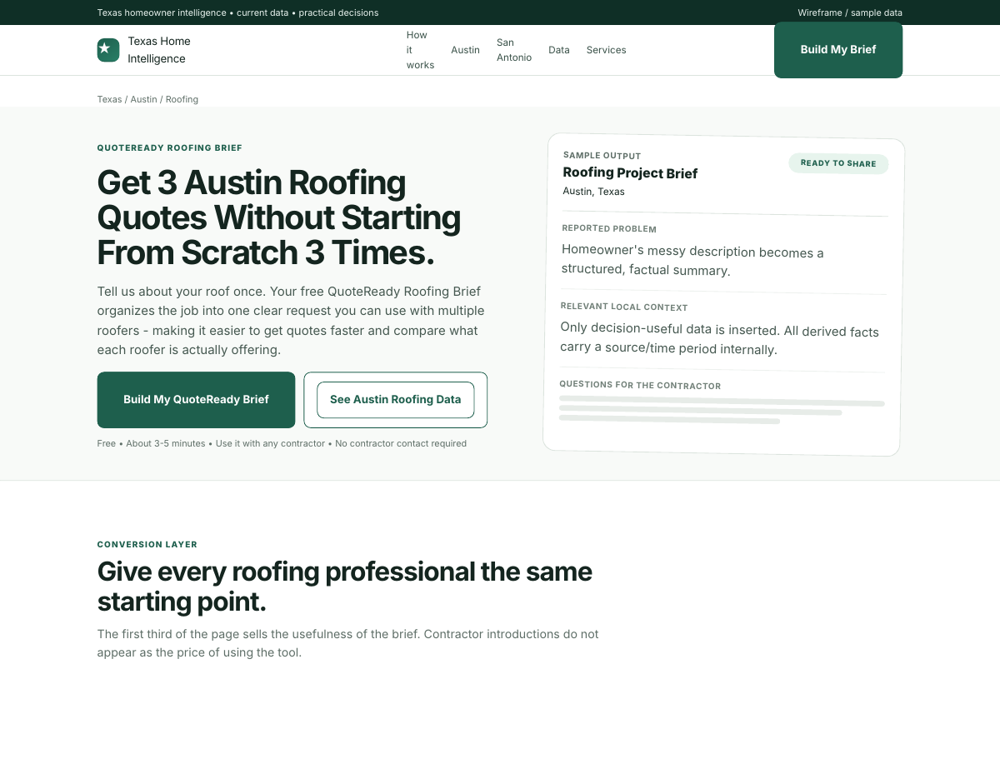 Texas homeowner intelligence • current data • practical decisions
Wireframe / sample data
Texas Home
Intelligence
How
it
works
Austin
San
Antonio
Data
Services
Build My Brief
Texas / Austin / Roofing
QUOTEREADY ROOFING BRIEF
Get 3 Austin Roofing
Quotes Without Starting
From Scratch 3 Times.
Tell us about your roof once. Your free QuoteReady Roofing Brief
organizes the job into one clear request you can use with multiple
roofers - making it easier to get quotes faster and compare what
each roofer is actually offering.
Build My QuoteReady Brief
See Austin Roofing Data
Free • About 3-5 minutes • Use it with any contractor • No contractor contact required
SAMPLE OUTPUT
Roofing Project Brief
Austin, Texas
READY TO SHARE
REPORTED PROBLEM
Homeowner's messy description becomes a
structured, factual summary.
RELEVANT LOCAL CONTEXT
Only decision-useful data is inserted. All derived facts
carry a source/time period internally.
QUESTIONS FOR THE CONTRACTOR
CONVERSION LAYER
Give every roofing professional the same
starting point.
The first third of the page sells the usefulness of the brief. Contractor introductions do not
appear as the price of using the tool.